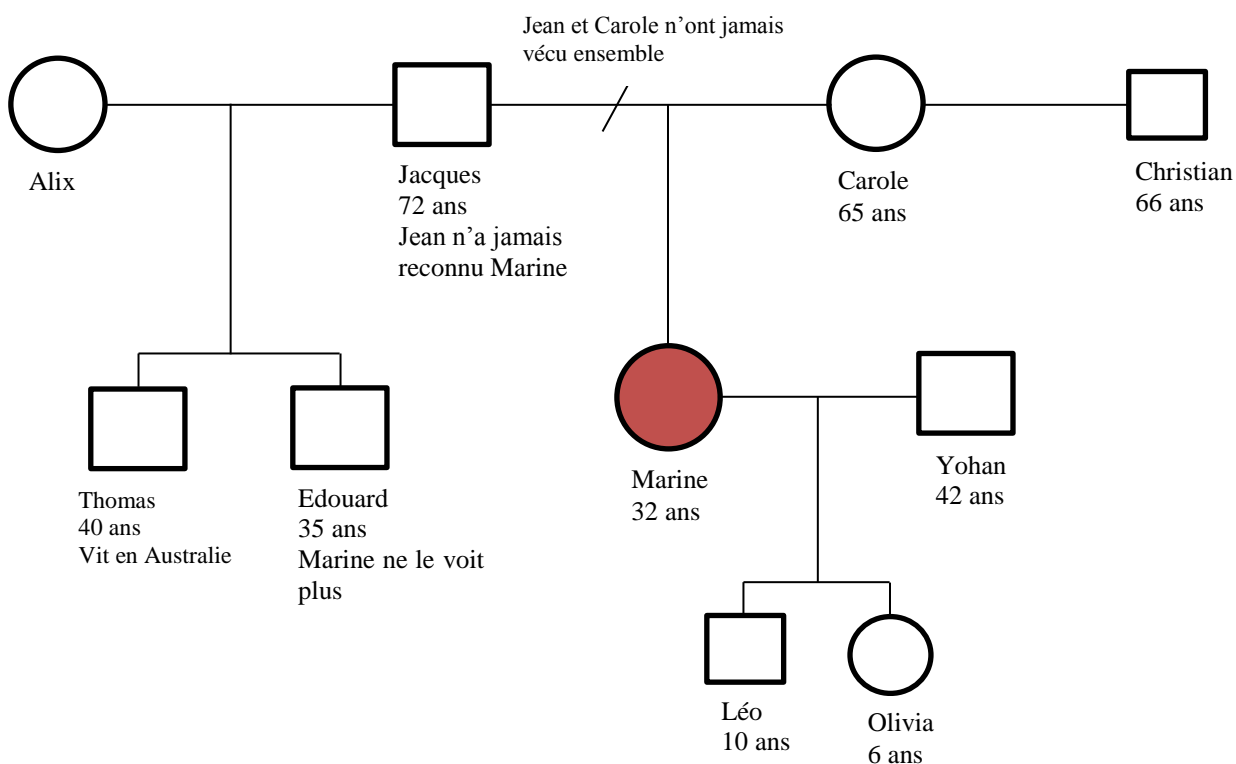 Jean et Carole n’ont jamais
vécu ensemble
Alix
Jacques
72 ans
Jean n’a jamais
reconnu Marine
Carole
65 ans
Christian
66 ans
Thomas
40 ans
Vit en Australie
Edouard
35 ans
Marine ne le voit
plus
Marine
32 ans
Yohan
42 ans
Léo
10 ans
Olivia
6 ans